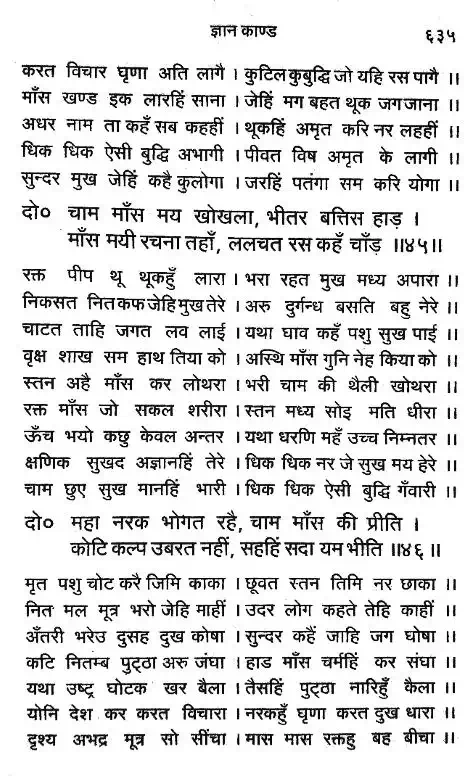 ज्ञान काण्ड ६३५
करत विचार घृणा अति लागै । कुटिल कुबुद्धि जो यहि रस पागै ॥
माँस खण्ड इक लारहिं साना । जेहिं मग बहत थूक जग जाना ॥
अधर नाम ता कहँ सब कहहीं । थूकहिं अमृत करि नर लहहीं ॥
धिक धिक ऐसी बुद्धि अभागी । पीवत विष अमृत के लागी ॥
सुन्दर मुख जेहिं कहै कुलोगा । जरहिं पतंगा सम करि योगा ॥
दो० चाम माँस मय खोखला, भीतर बत्तिस हाड़ ।
माँस मयी रचना तहाँ, ललचत रस कहँ चाँड़ ॥४५॥
रक्त पीप थू थूकहुँ लारा । भरा रहत मुख मध्य अपारा ॥
निकसत नित कफ जेहि मुख तेरे । अरु दुर्गन्ध बसति बहु नेरे ॥
चाटत ताहि जगत लव लाई । यथा घाव कहँ पशु सुख पाई ॥
वृक्ष शाख सम हाथ तिया को । अस्थि माँस गुनि नेह किया को ॥
स्तन अहै माँस कर लोथरा । भरी चाम की थैली खोथरा ॥
रक्त माँस जो सकल शरीरा । स्तन मध्य सोइ मति धीरा ॥
ऊँच भयो कछु केवल अन्तर । यथा धरणि महँ उच्च निम्नतर ॥
क्षणिक सुखद अज्ञानहिं तेरे । धिक धिक नर जे सुख मय हेरे ॥
चाम छुए सुख मानहिं भारी । धिक धिक ऐसी बुद्धि गँवारी ॥
दो० महा नरक भोगत रहै, चाम माँस की प्रीति ।
कोटि कल्प उबरत नहीं, सहहिं सदा यम भीति ॥४६॥
मृत पशु चोट करै जिमि काका । छूवत स्तन तिमि नर छाका ॥
नित मल मूत्र भरो जेहि माहीं । उदर लोग कहते तेहि काहीं ॥
अँतरी भरेउ दुसह दुख कोषा । सुन्दर कहैं जाहि जग घोषा ॥
कटि नितम्ब पुट्ठा अरु जंघा । हाड माँस चर्महिं कर संघा ॥
यथा उष्ट्र घोटक खर बैला । तैसहिं पुट्ठा नारिहुँ कैला ॥
योनि देश कर करत विचारा । नरकहुँ घृणा करत दुख धारा ॥
दृश्य अभद्र मूत्र सो सींचा । मास मास रक्तहु बह बीचा ॥